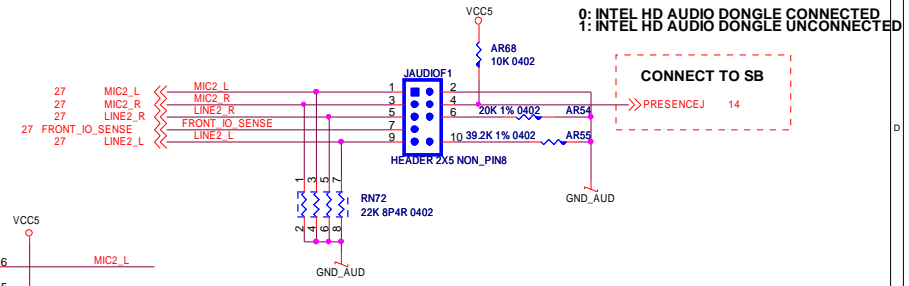 VCC5
0: INTEL HD AUDIO DONGLE CONNECTED
1: INTEL HD AUDIO DONGLE UNCONNECTED
AR68
10K 0402
CONNECT TO SB
JAUDIOF1
27 MIC2_L MIC2_L 1 2
27 MIC2_R MIC2_R 3 4 PRESENCEJ 14
27 LINE2_R LINE2_R 5 6 20K 1% 0402 AR54
27 FRONT_IO_SENSE FRONT_IO_SENSE 7
27 LINE2_L LINE2_L 9 10 39.2K 1% 0402 AR55
D
HEADER 2X5 NON_PIN8
1 3 5 7
RN72
22K 8P4R 0402
2 4 6 8
GND_AUD
GND_AUD
VCC5
6 MIC2_L